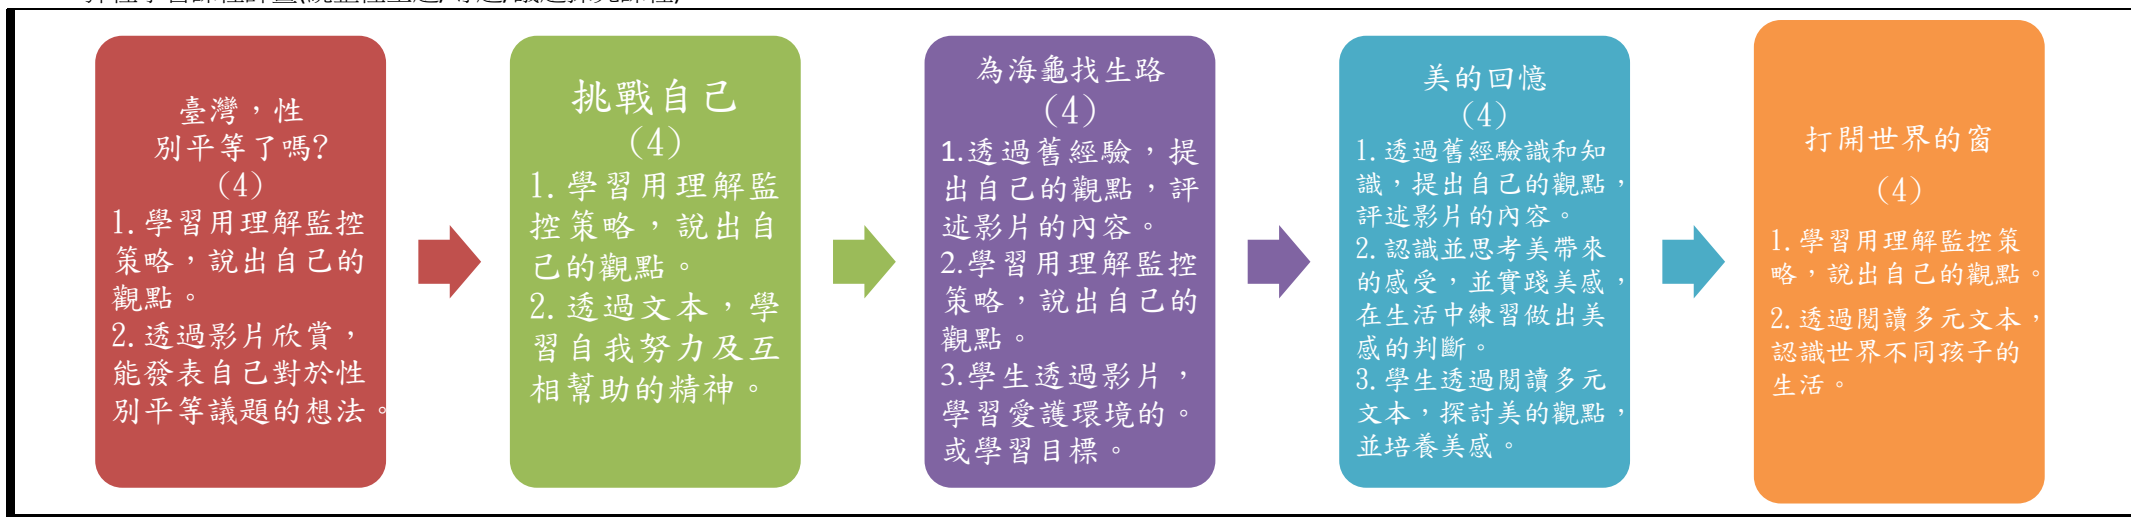 臺灣，性
別平等了嗎?
(4)
1.學習用理解監控
策略，說出自己的
觀點。
2.透過影片欣賞，
能發表自己對於性
別平等議題的想法。
挑戰自己
(4)
1.學習用理解監
控策略，說出自
己的觀點。
2.透過文本，學
習自我努力及互
相幫助的精神。
為海龜找生路
(4)
1.透過舊經驗，提
出自己的觀點，評
述影片的內容。
2.學習用理解監控
策略，說出自己的
觀點。
3.學生透過影片，
學習愛護環境的。
或學習目標。
美的回憶
(4)
1.透過舊經驗識和知
識，提出自己的觀點，
評述影片的內容。
2.認識並思考美帶來
的感受，並實踐美感，
在生活中練習做出美
感的判斷。
3.學生透過閱讀多元
文本，探討美的觀點，
並培養美感。
打開世界的窗
(4)
1.學習用理解監控策
略，說出自己的觀點。
2.透過閱讀多元文本，
認識世界不同孩子的
生活。